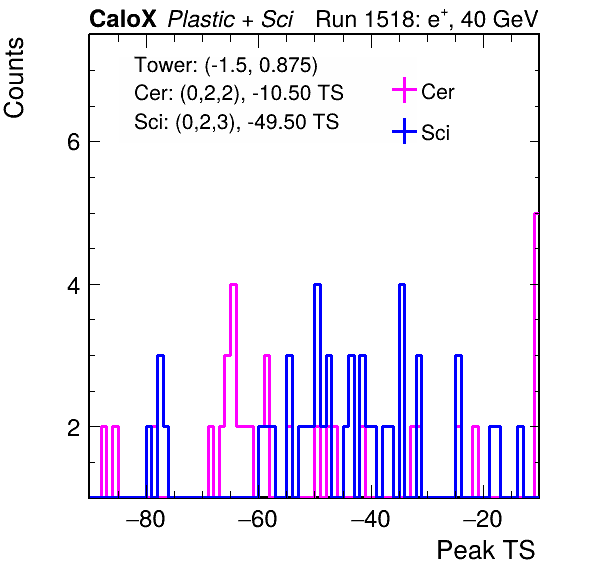 CaloX Plastic + Sci Run 1518: e⁺, 40 GeV
Counts
Tower: (-1.5, 0.875)
Cer: (0,2,2), -10.50 TS
Sci: (0,2,3), -49.50 TS
Cer
Sci
6
4
2
−80 −60 −40 −20
Peak TS